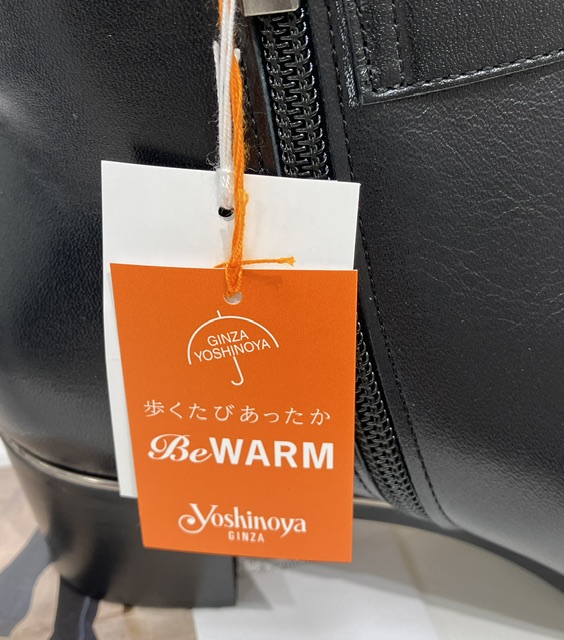 GINZA
YOSHINOYA
歩くたびあったか
BeWARM
Yoshinoya
GINZA